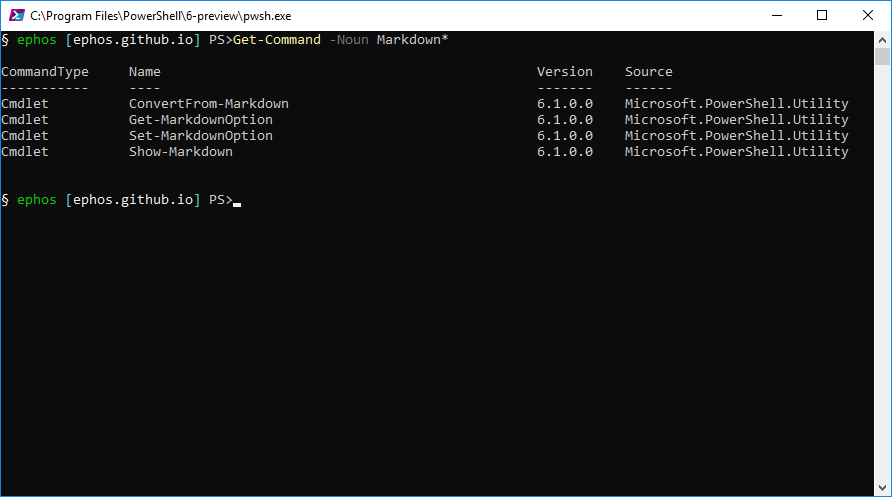 C:\Program Files\PowerShell\6-preview\pwsh.exe
§ ephos [ephos.github.io] PS>Get-Command -Noun Markdown*
CommandType     Name                                               Version    Source
-----------     ----                                               -------    ------
Cmdlet          ConvertFrom-Markdown                               6.1.0.0    Microsoft.PowerShell.Utility
Cmdlet          Get-MarkdownOption                                 6.1.0.0    Microsoft.PowerShell.Utility
Cmdlet          Set-MarkdownOption                                 6.1.0.0    Microsoft.PowerShell.Utility
Cmdlet          Show-Markdown                                      6.1.0.0    Microsoft.PowerShell.Utility
§ ephos [ephos.github.io] PS>